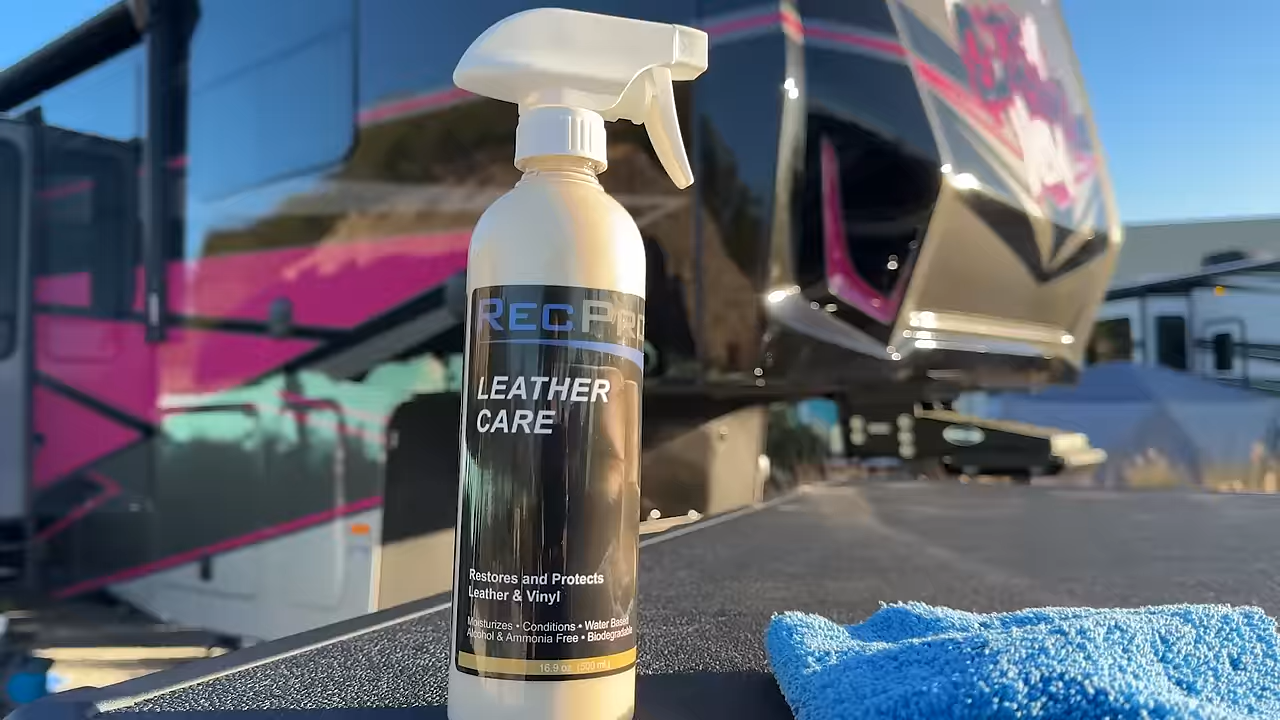 RECPRO
LEATHER
CARE
Restores and Protects
Leather & Vinyl
Moisturizes • Conditions • Water Based
Alcohol & Ammonia Free • Biodegradable
16.9 oz (500 mL)